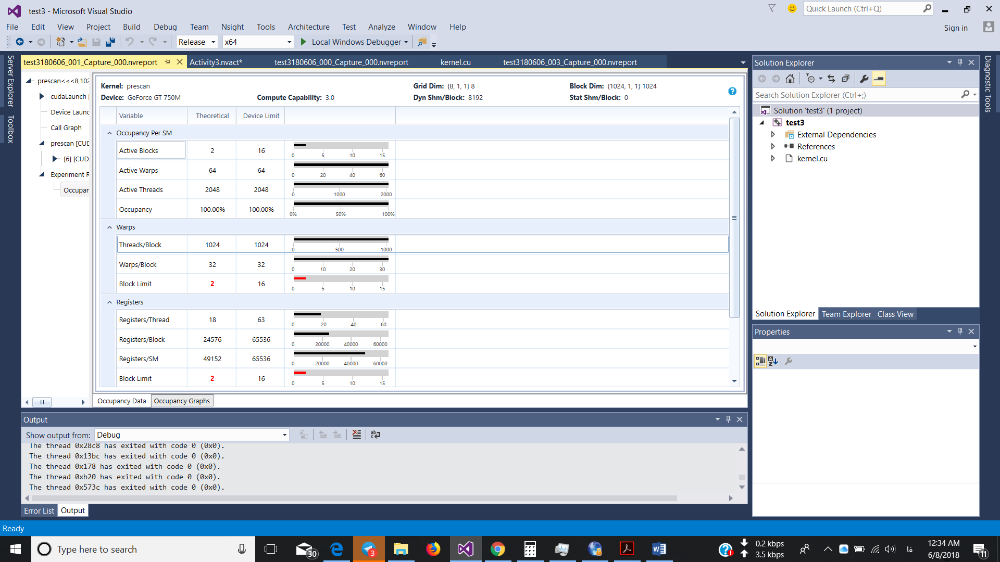 test3 - Microsoft Visual Studio
Quick Launch (Ctrl+Q)
File Edit View Project Build Debug Team Nsight Tools Architecture Test Analyze Window Help
Sign in
Release x64 Local Windows Debugger
Server Explorer
Toolbox
test3180606_001_Capture_000.nvreport Activity3.nvact* test3180606_000_Capture_000.nvreport kernel.cu test3180606_003_Capture_000.nvreport
prescan<<<8,102
cudaLaunch [
Device Launc
Call Graph
prescan [CUD
[6] [CUD
Experiment R
Occupan
Kernel: prescan Grid Dim: {8, 1, 1} 8 Block Dim: {1024, 1, 1} 1024
Device: GeForce GT 750M Compute Capability: 3.0 Dyn Shm/Block: 8192 Stat Shm/Block: 0
Variable Theoretical Device Limit
Occupancy Per SM
Active Blocks 2 16
0 5 10 15
Active Warps 64 64
0 20 40 60
Active Threads 2048 2048
0 1000 2000
Occupancy 100.00% 100.00%
0% 50% 100%
Warps
Threads/Block 1024 1024
0 500 1000
Warps/Block 32 32
0 10 20 30
Block Limit 2 16
0 5 10 15
Registers
Registers/Thread 18 63
0 20 40 60
Registers/Block 24576 65536
0 20000 40000 60000
Registers/SM 49152 65536
0 20000 40000 60000
Block Limit 2 16
0 5 10 15
Occupancy Data Occupancy Graphs
Output
Show output from: Debug
The thread 0x28c8 has exited with code 0 (0x0).
The thread 0x13bc has exited with code 0 (0x0).
The thread 0x178 has exited with code 0 (0x0).
The thread 0xb20 has exited with code 0 (0x0).
The thread 0x573c has exited with code 0 (0x0).
Error List Output
Solution Explorer
Search Solution Explorer (Ctrl+;)
Solution 'test3' (1 project)
test3
External Dependencies
References
kernel.cu
Solution Explorer Team Explorer Class View
Properties
Diagnostic Tools
Ready
Type here to search
30
3
0.2 kbps
3.5 kbps
فا
12:34 AM
6/8/2018
11